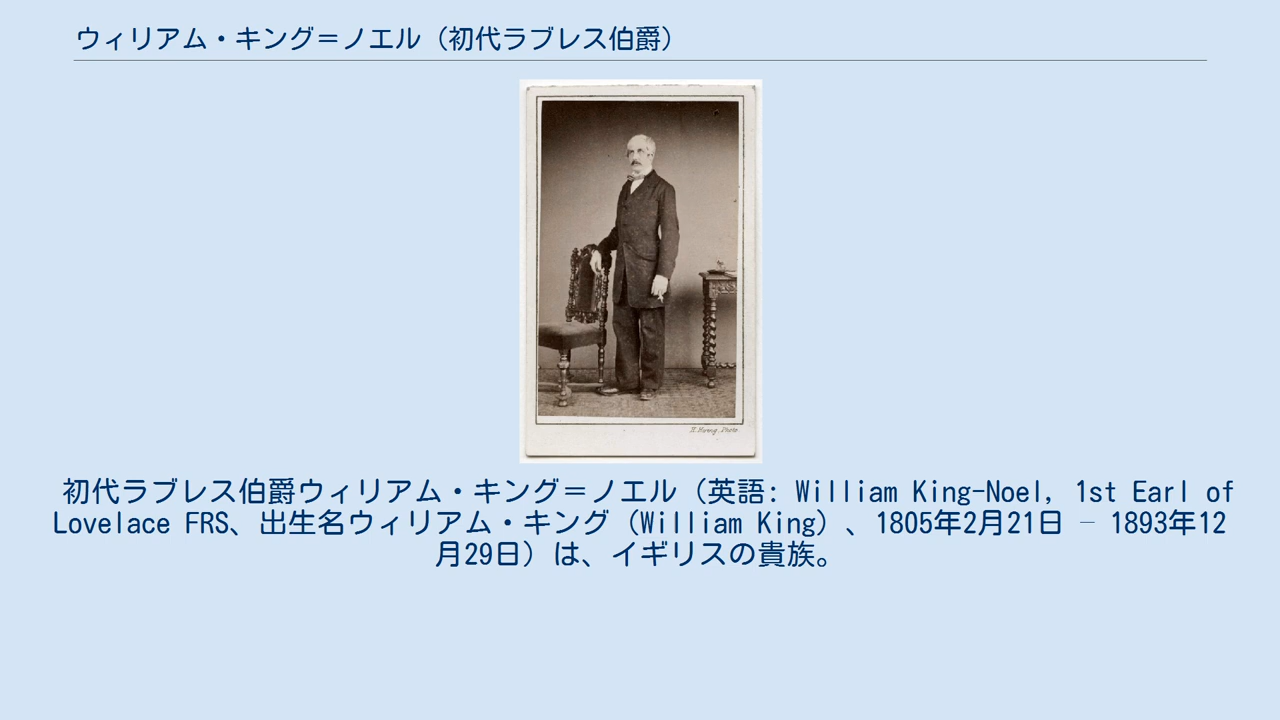 ウィリアム・キング＝ノエル（初代ラブレス伯爵）
H. Hering, Photo.
初代ラブレス伯爵ウィリアム・キング＝ノエル（英語: William King-Noel, 1st Earl of
Lovelace FRS、出生名ウィリアム・キング（William King）、1805年2月21日 – 1893年12
月29日）は、イギリスの貴族。